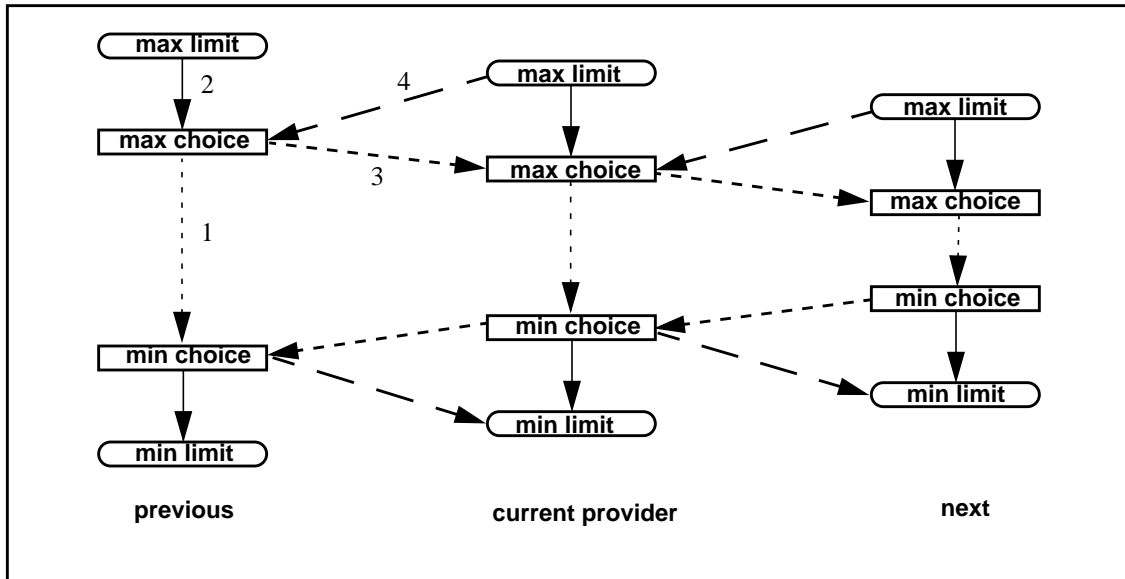 max limit
2
max choice
1
min choice
min limit
previous
4
3
max limit
max choice
min choice
min limit
current provider
max limit
max choice
min choice
min limit
next